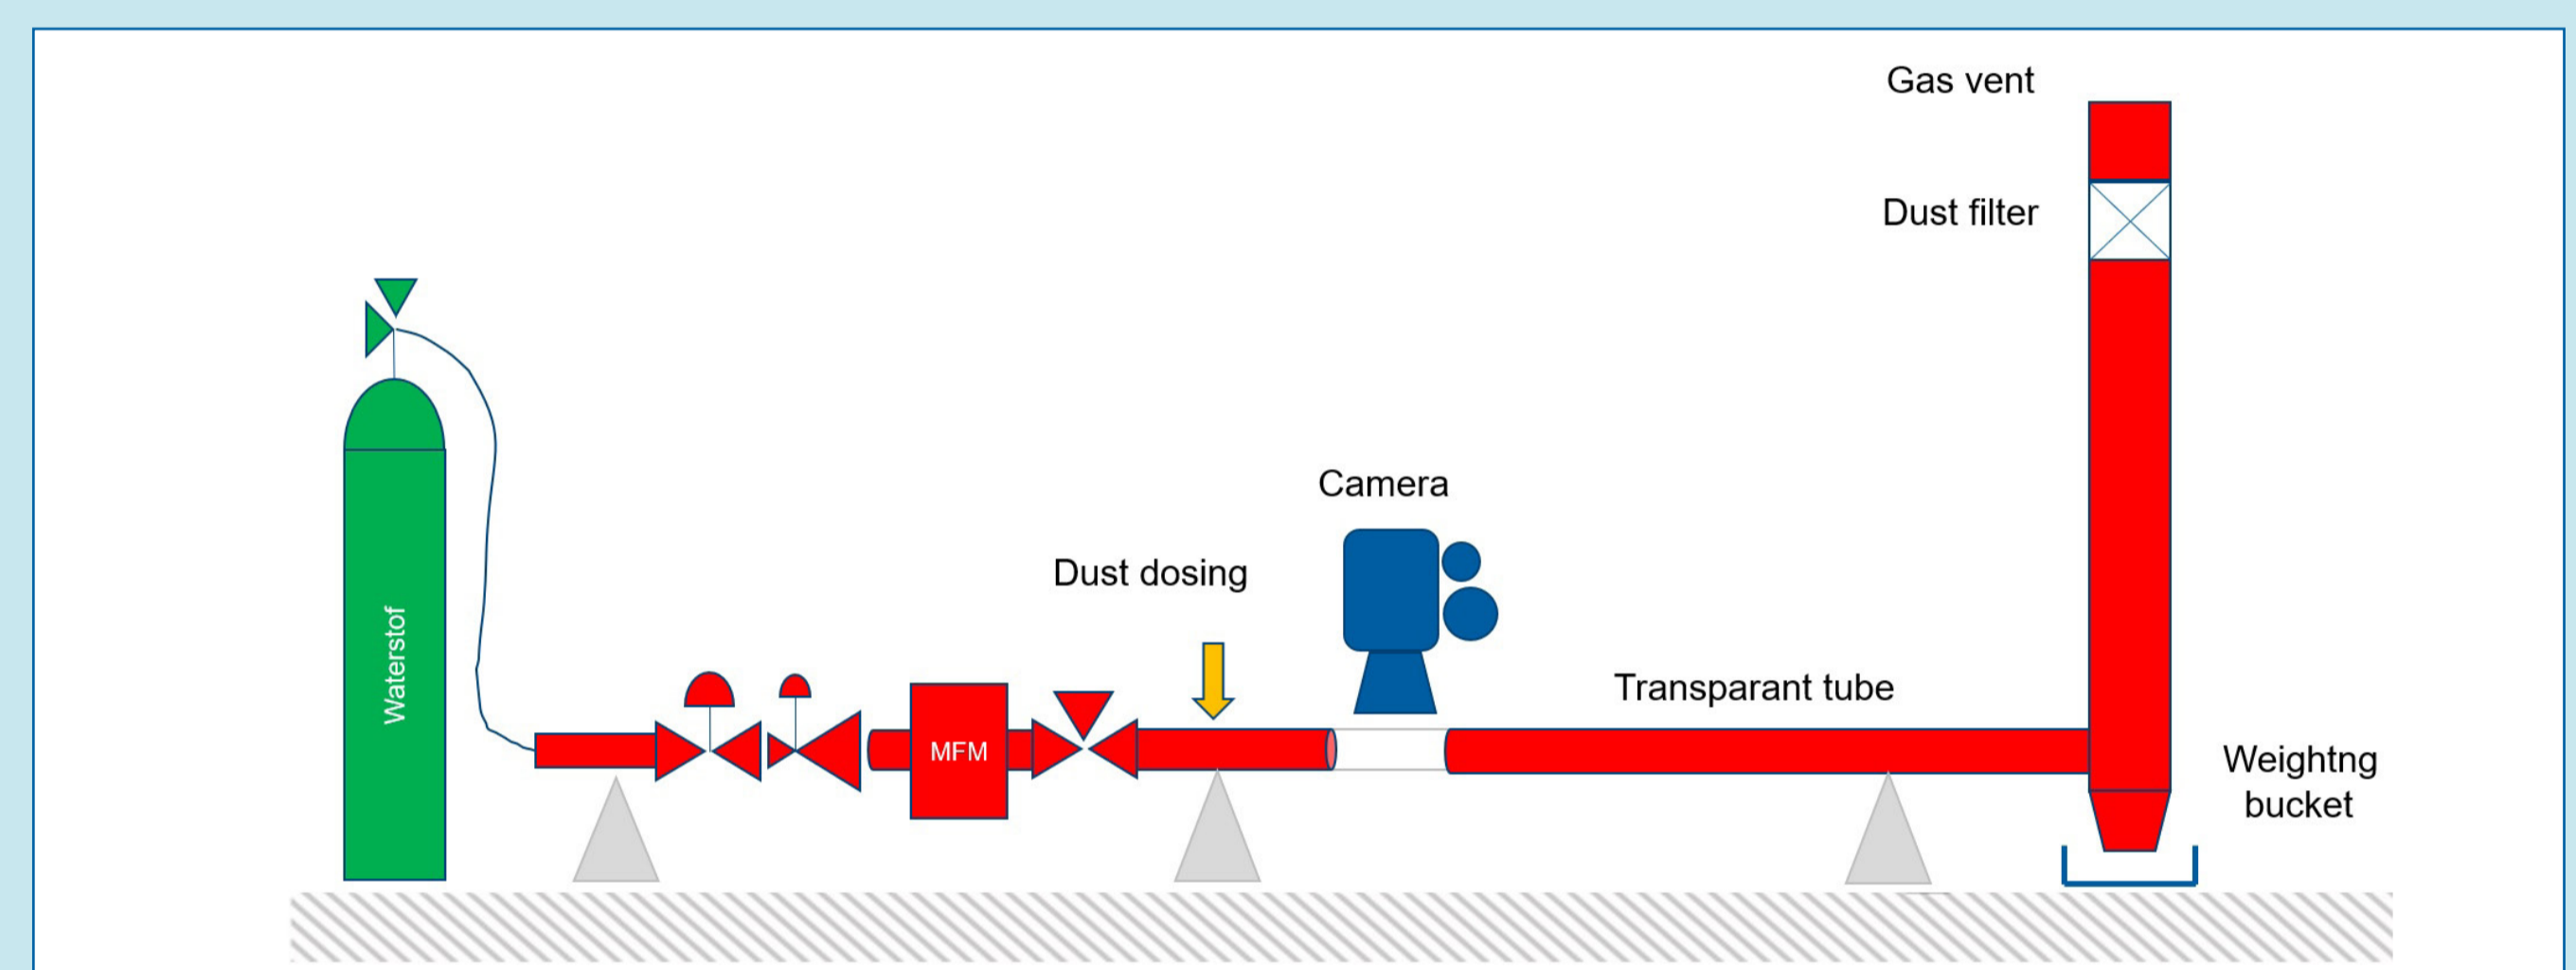 Gas vent
Dust filter
Camera
Dust dosing
Waterstof
Transparant tube
MFM
Weightng
bucket